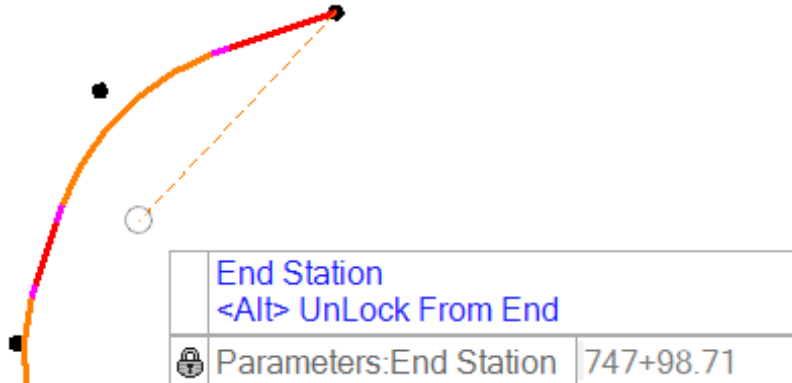 End Station
<Alt> UnLock From End
Parameters:End Station 747+98.71